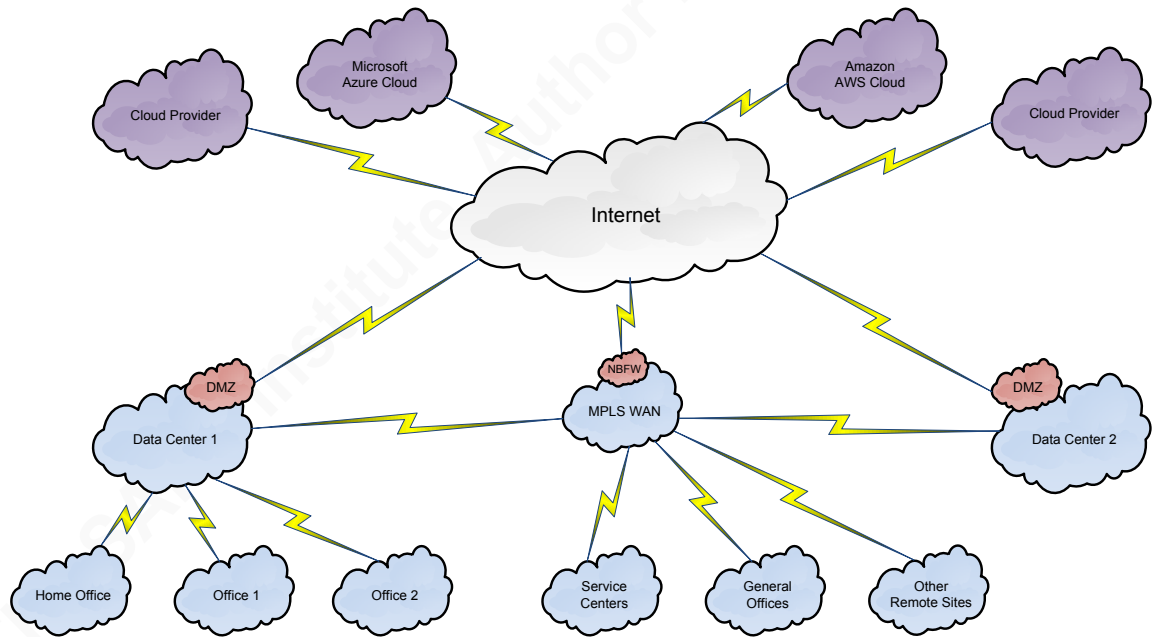 Microsoft
Azure Cloud
Amazon
AWS Cloud
Cloud Provider
Cloud Provider
Internet
DMZ
NBFW
DMZ
Data Center 1
MPLS WAN
Data Center 2
Home Office
Office 1
Office 2
Service
Centers
General
Offices
Other
Remote Sites